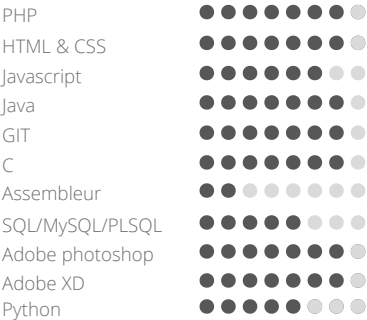 PHP
HTML & CSS
Javascript
Java
GIT
C
Assembleur
SQL/MySQL/PLSQL
Adobe photoshop
Adobe XD
Python